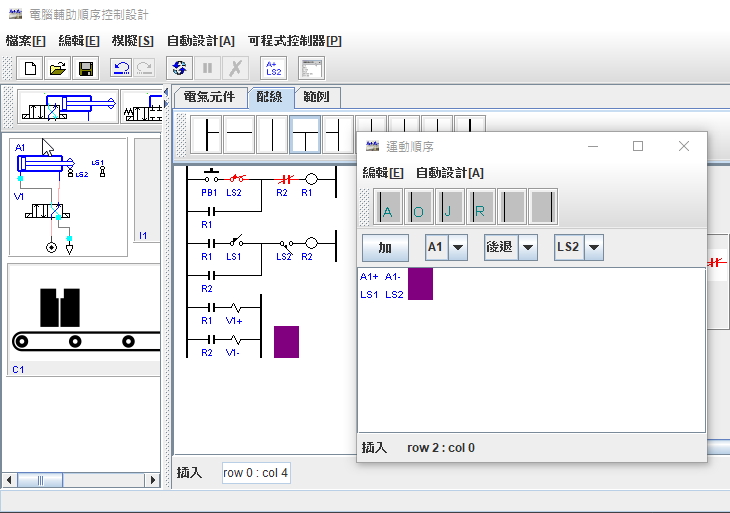 電腦輔助順序控制設計
檔案[F] 編輯[E] 模擬[S] 自動設計[A] 可程式控制器[P]
A+
LS2
電氣元件 配線 範例
A1
LS1
LS2
V1
I1
C1
PB1 LS2 R2 R1
R1
R1 LS1 LS2 R2
R2
R1 V1+
R2 V1-
插入 row 0 : col 4
運動順序
編輯[E] 自動設計[A]
A O J R
加 A1 後退 LS2
A1+ A1-
LS1 LS2
插入 row 2 : col 0